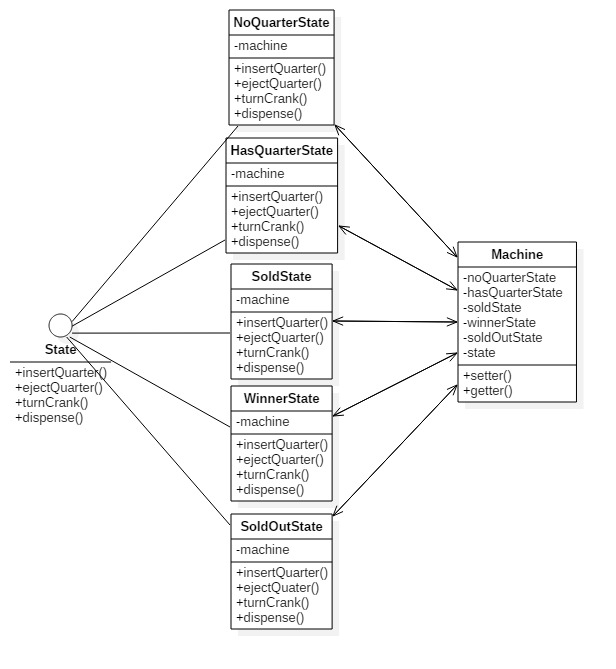 NoQuarterState
-machine
+insertQuarter()
+ejectQuarter()
+turnCrank()
+dispense()
HasQuarterState
-machine
+insertQuarter()
+ejectQuarter()
+turnCrank()
+dispense()
SoldState
-machine
+insertQuarter()
+ejectQuarter()
+turnCrank()
+dispense()
WinnerState
-machine
+insertQuarter()
+ejectQuarter()
+turnCrank()
+dispense()
SoldOutState
-machine
+insertQuarter()
+ejectQuater()
+turnCrank()
+dispense()
State
+insertQuarter()
+ejectQuarter()
+turnCrank()
+dispense()
Machine
-noQuarterState
-hasQuarterState
-soldState
-winnerState
-soldOutState
-state
+setter()
+getter()